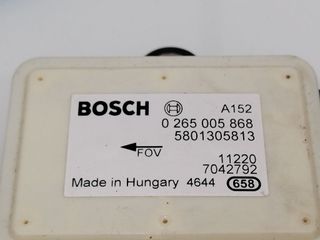 BOSCH A152
0 265 005 868
5801305813
FOV 11220
7042792
Made in Hungary 4644 658